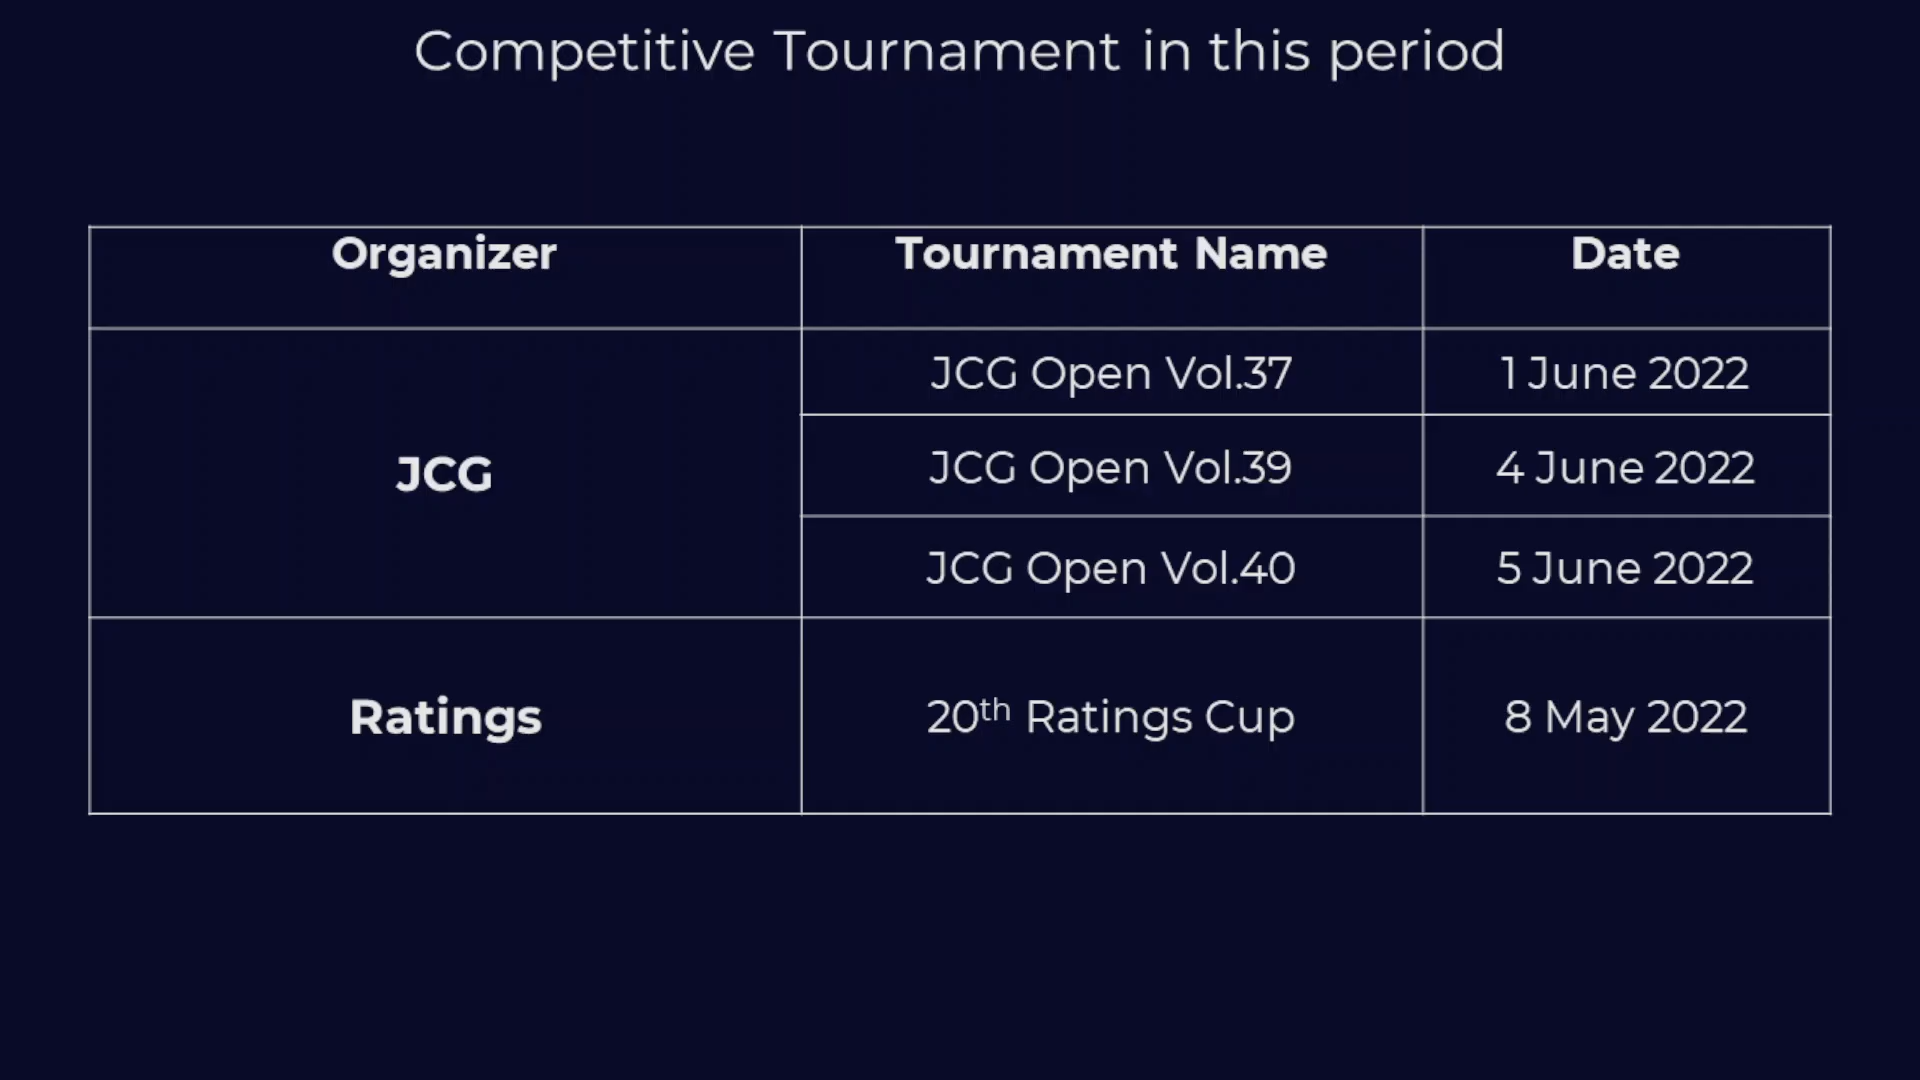 Competitive Tournament in this period
Organizer Tournament Name Date
JCG
JCG Open Vol.37 1 June 2022
JCG Open Vol.39 4 June 2022
JCG Open Vol.40 5 June 2022
Ratings 20th Ratings Cup 8 May 2022